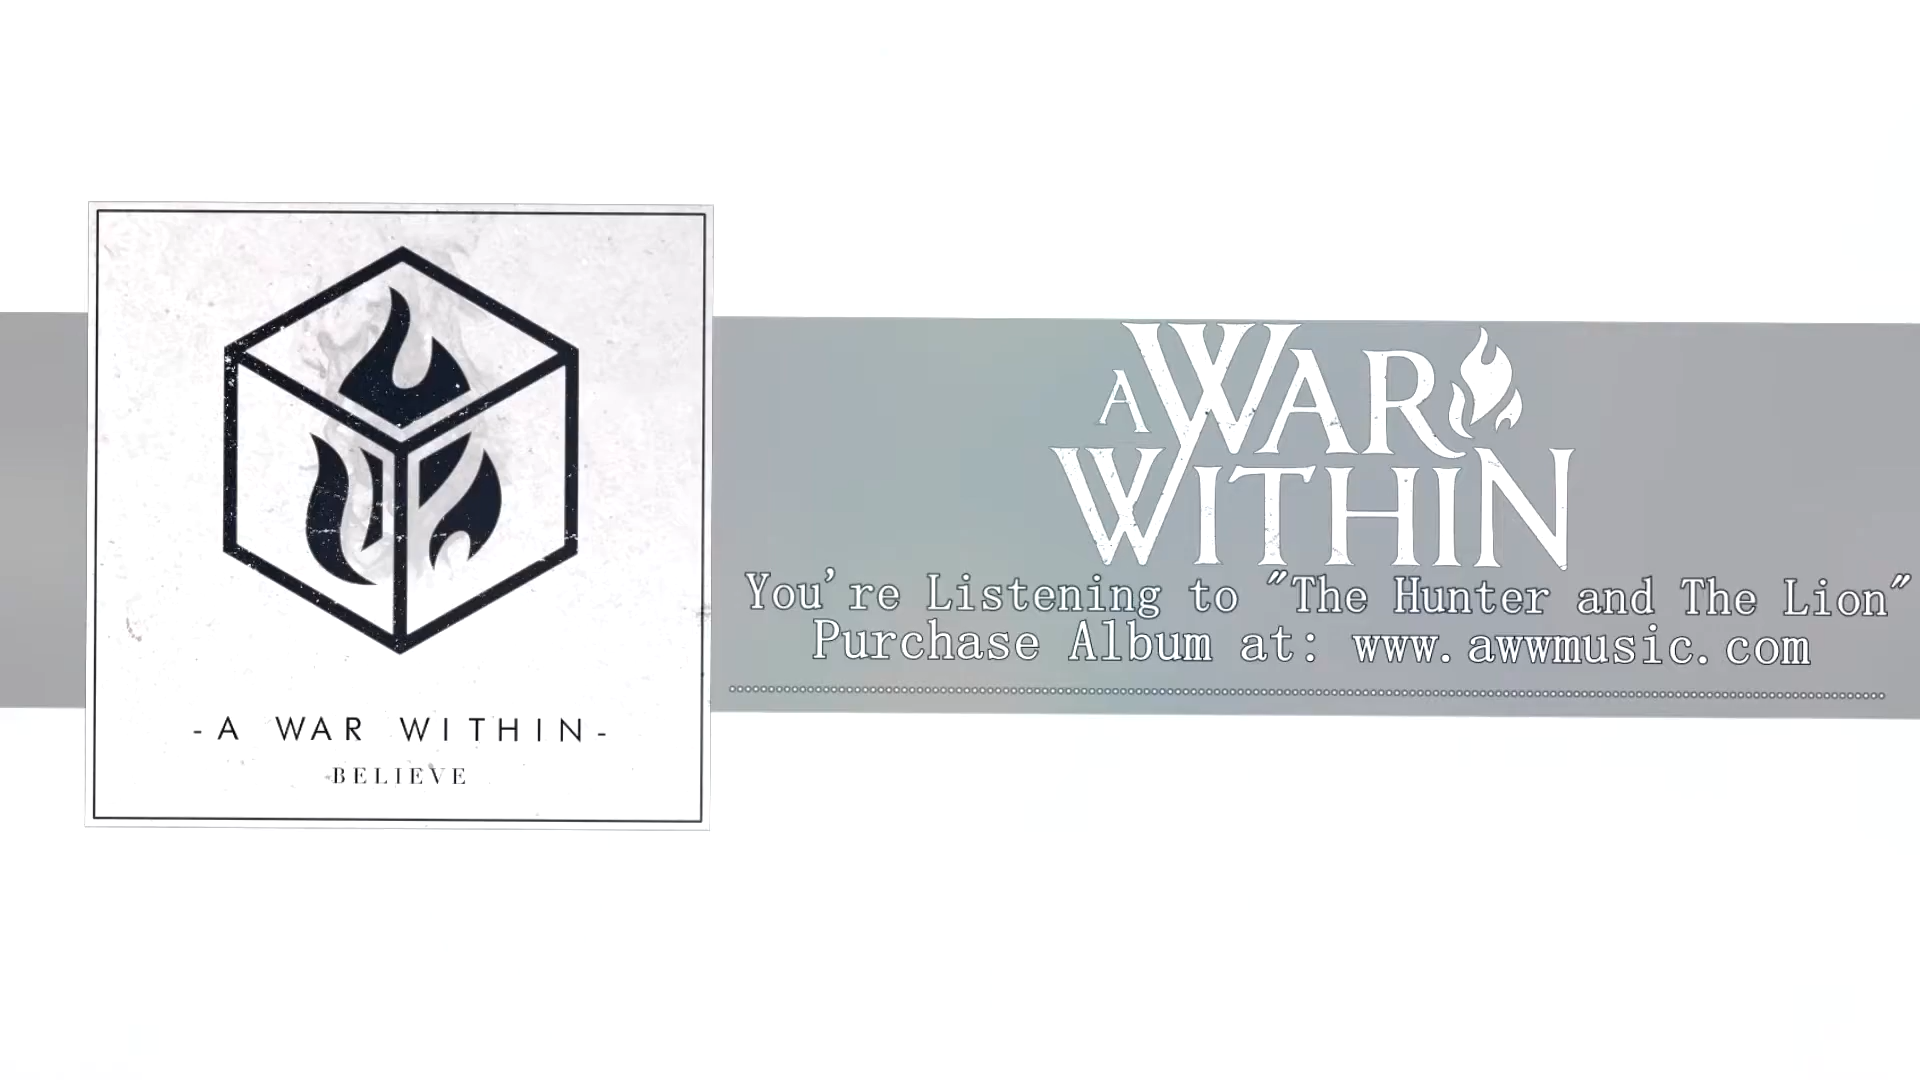 -A WAR WITHIN-
-BELIEVE
A WAR
WITHIN
You're Listening to "The Hunter and The Lion"
Purchase Album at: www.awwmusic.com